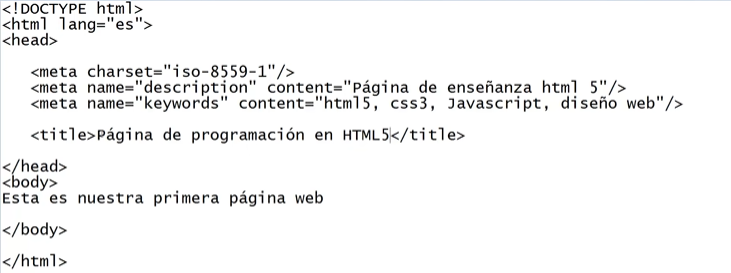 <!DOCTYPE html>
<html lang="es">
<head>
<meta charset="iso-8559-1"/>
<meta name="description" content="Página de enseñanza html 5"/>
<meta name="keywords" content="html5, css3, Javascript, diseño web"/>
<title>Página de programación en HTML5</title>
</head>
<body>
Esta es nuestra primera página web
</body>
</html>